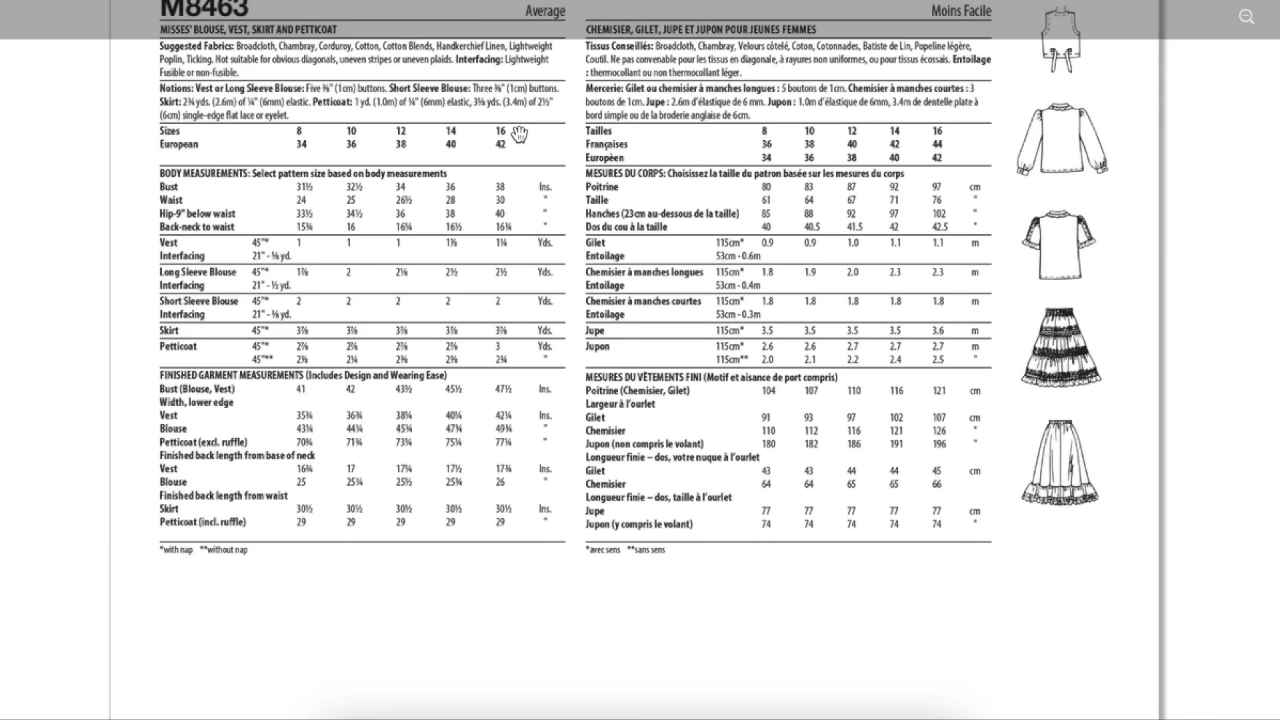 M8463 Average
MISSES' BLOUSE, VEST, SKIRT AND PETTICOAT
Suggested Fabrics: Broadcloth, Chambray, Corduroy, Cotton, Cotton Blends, Handkerchief Linen, Lightweight
Poplin, Ticking. Not suitable for obvious diagonals, uneven stripes or uneven plaids. Interfacing: Lightweight
Fusible or non-fusible.
Notions: Vest or Long Sleeve Blouse: Five ⅜" (1cm) buttons. Short Sleeve Blouse: Three ⅜" (1cm) buttons.
Skirt: 2¾ yds. (2.6m) of ¼" (6mm) elastic. Petticoat: 1 yd. (1.0m) of ¼" (6mm) elastic, 3⅝ yds. (3.4m) of 2½"
(6cm) single-edge flat lace or eyelet.
Sizes 8 10 12 14 16
European 34 36 38 40 42
BODY MEASUREMENTS: Select pattern size based on body measurements
Bust 31½ 32½ 34 36 38 Ins.
Waist 24 25 26½ 28 30 "
Hip-9" below waist 33½ 34½ 36 38 40 "
Back-neck to waist 15¾ 16 16¼ 16½ 16¾ "
Vest 45"* 1 1 1 1⅛ 1¼ Yds.
Interfacing 21" - ⅝ yd.
Long Sleeve Blouse 45"* 1⅞ 2 2⅛ 2½ 2½ Yds.
Interfacing 21" - ½ yd.
Short Sleeve Blouse 45"* 2 2 2 2 2 Yds.
Interfacing 21" - ⅜ yd.
Skirt 45"* 3⅞ 3⅞ 3⅞ 3⅞ 3⅞ Yds.
Petticoat 45"* 2⅞ 2⅞ 2⅞ 2⅞ 3 Yds.
45"** 2⅛ 2¼ 2⅜ 2⅝ 2¾ "
FINISHED GARMENT MEASUREMENTS (Includes Design and Wearing Ease)
Bust (Blouse, Vest) 41 42 43½ 45½ 47½ Ins.
Width, lower edge
Vest 35¾ 36¾ 38¼ 40¼ 42¼ Ins.
Blouse 43¼ 44¼ 45¾ 47¾ 49¾ "
Petticoat (excl. ruffle) 70¾ 71¾ 73¼ 75¼ 77¼ "
Finished back length from base of neck
Vest 16¾ 17 17¼ 17½ 17¾ Ins.
Blouse 25 25¼ 25½ 25¾ 26 "
Finished back length from waist
Skirt 30½ 30½ 30½ 30½ 30½ Ins.
Petticoat (incl. ruffle) 29 29 29 29 29 "
*with nap **without nap
Moins Facile
CHEMISIER, GILET, JUPE ET JUPON POUR JEUNES FEMMES
Tissus Conseillés: Broadcloth, Chambray, Velours côtelé, Coton, Cotonnades, Batiste de Lin, Popeline légère,
Coutil. Ne pas convenable pour les tissus en diagonale, à rayures non uniformes, ou pour tissus écossais. Entoilage
: thermocollant ou non thermocollant léger.
Mercerie: Gilet ou chemisier à manches longues : 5 boutons de 1cm. Chemisier à manches courtes : 3
boutons de 1cm. Jupe : 2.6m d'élastique de 6 mm. Jupon : 1.0m d'élastique de 6mm, 3.4m de dentelle plate à
bord simple ou de la broderie anglaise de 6cm.
Tailles 8 10 12 14 16
Françaises 36 38 40 42 44
Europèen 34 36 38 40 42
MESURES DU CORPS: Choisissez la taille du patron basée sur les mesures du corps
Poitrine 80 83 87 92 97 cm
Taille 61 64 67 71 76 "
Hanches (23cm au-dessous de la taille) 85 88 92 97 102 "
Dos du cou à la taille 40 40.5 41.5 42 42.5 "
Gilet 115cm* 0.9 0.9 1.0 1.1 1.1 m
Entoilage 53cm - 0.6m
Chemisier à manches longues 115cm* 1.8 1.9 2.0 2.3 2.3 m
Entoilage 53cm - 0.4m
Chemisier à manches courtes 115cm* 1.8 1.8 1.8 1.8 1.8 m
Entoilage 53cm - 0.3m
Jupe 115cm* 3.5 3.5 3.5 3.5 3.6 m
Jupon 115cm* 2.6 2.6 2.7 2.7 2.7 m
115cm** 2.0 2.1 2.2 2.4 2.5 "
MESURES DU VÊTEMENTS FINI (Motif et aisance de port compris)
Poitrine (Chemisier, Gilet) 104 107 110 116 121 cm
Largeur à l'ourlet
Gilet 91 93 97 102 107 cm
Chemisier 110 112 116 121 126 "
Jupon (non compris le volant) 180 182 186 191 196 "
Longueur finie – dos, votre nuque à l'ourlet
Gilet 43 43 44 44 45 cm
Chemisier 64 64 65 65 66 "
Longueur finie – dos, taille à l'ourlet
Jupe 77 77 77 77 77 cm
Jupon (y compris le volant) 74 74 74 74 74 "
*avec sens **sans sens